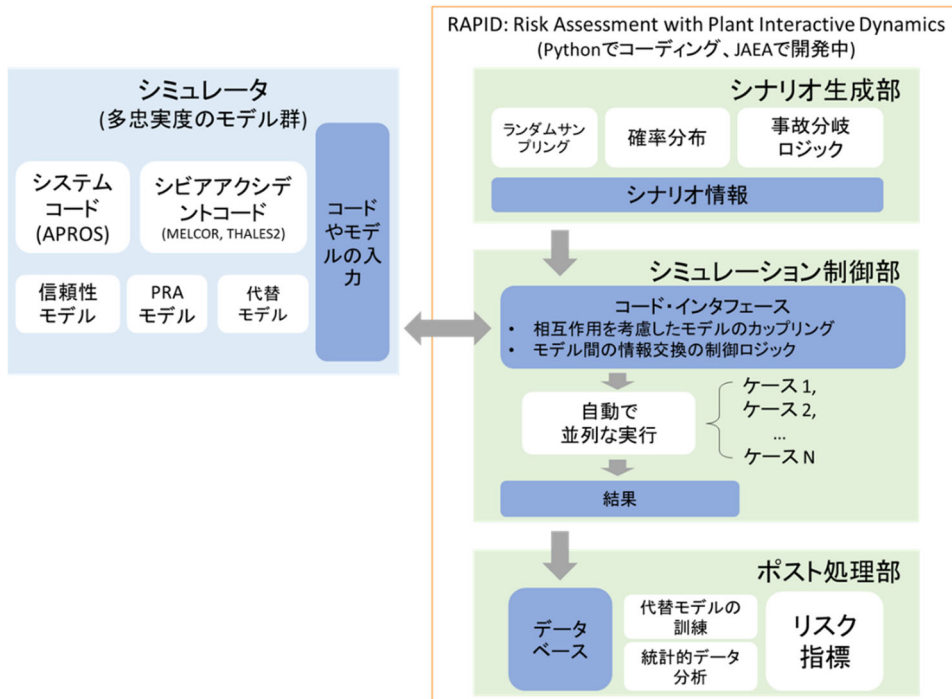 RAPID: Risk Assessment with Plant Interactive Dynamics
(Pythonでコーディング、JAEAで開発中)
シミュレータ
(多忠実度のモデル群)
システム
コード
(APROS)
シビアアクシデ
ントコード
(MELCOR, THALES2)
信頼性
モデル
PRA
モデル
代替
モデル
コード
やモデ
ルの入
力
シナリオ生成部
ランダムサン
プリング
確率分布
事故分岐
ロジック
シナリオ情報
シミュレーション制御部
コード・インタフェース
• 相互作用を考慮したモデルのカップリング
• モデル間の情報交換の制御ロジック
自動で
並列な実行
ケース 1,
ケース 2,
...
ケース N
結果
ポスト処理部
データ
ベース
代替モデルの
訓練
統計的データ
分析
リスク
指標